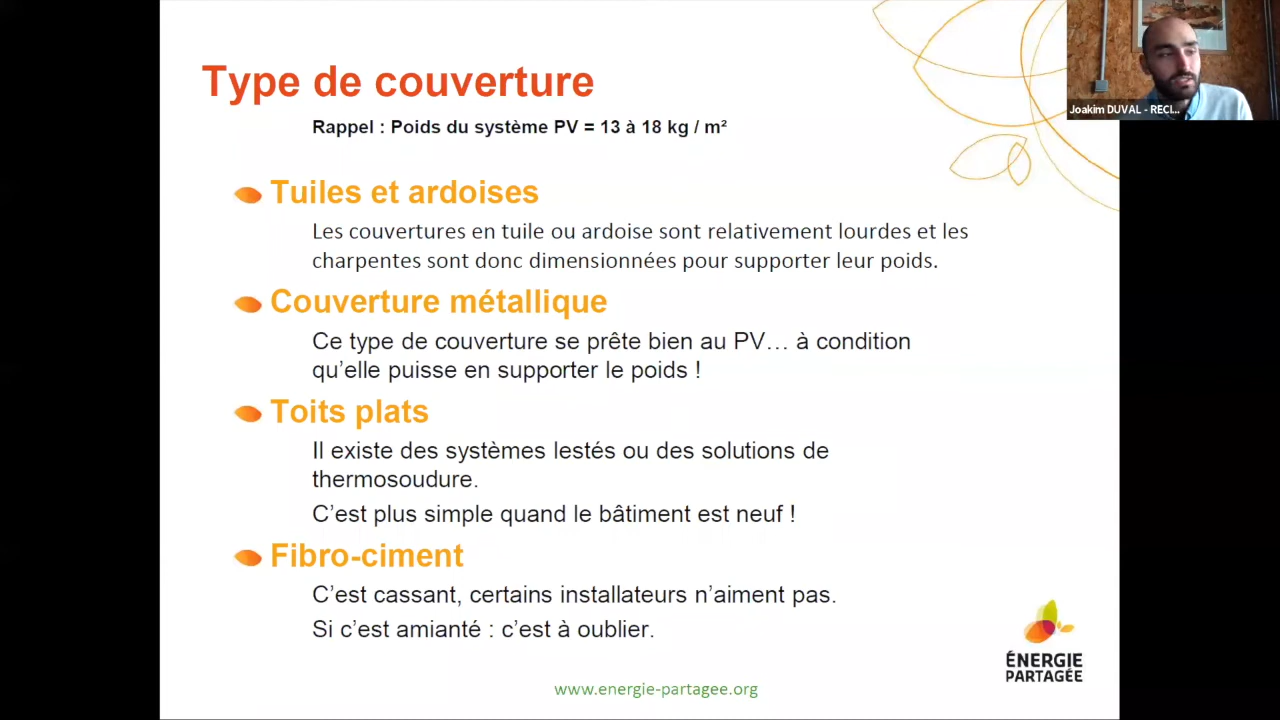 Type de couverture
Joakim DUVAL - RECI...
Rappel : Poids du système PV = 13 à 18 kg / m²
Tuiles et ardoises
Les couvertures en tuile ou ardoise sont relativement lourdes et les
charpentes sont donc dimensionnées pour supporter leur poids.
Couverture métallique
Ce type de couverture se prête bien au PV… à condition
qu’elle puisse en supporter le poids !
Toits plats
Il existe des systèmes lestés ou des solutions de
thermosoudure.
C’est plus simple quand le bâtiment est neuf !
Fibro-ciment
C’est cassant, certains installateurs n’aiment pas.
Si c’est amianté : c’est à oublier.
ÉNERGIE
PARTAGÉE
www.energie-partagee.org